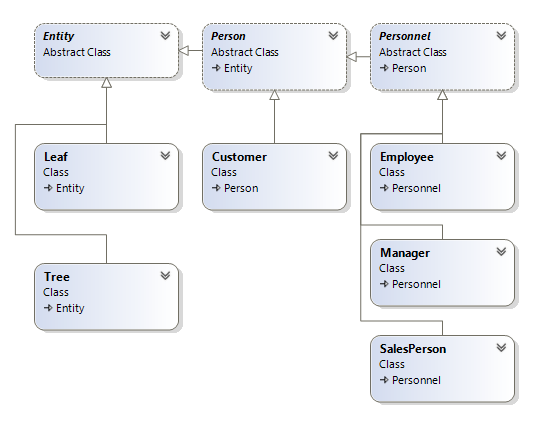 Entity
Abstract Class
Person
Abstract Class
Entity
Personnel
Abstract Class
Person
Leaf
Class
Entity
Customer
Class
Person
Employee
Class
Personnel
Manager
Class
Personnel
Tree
Class
Entity
SalesPerson
Class
Personnel